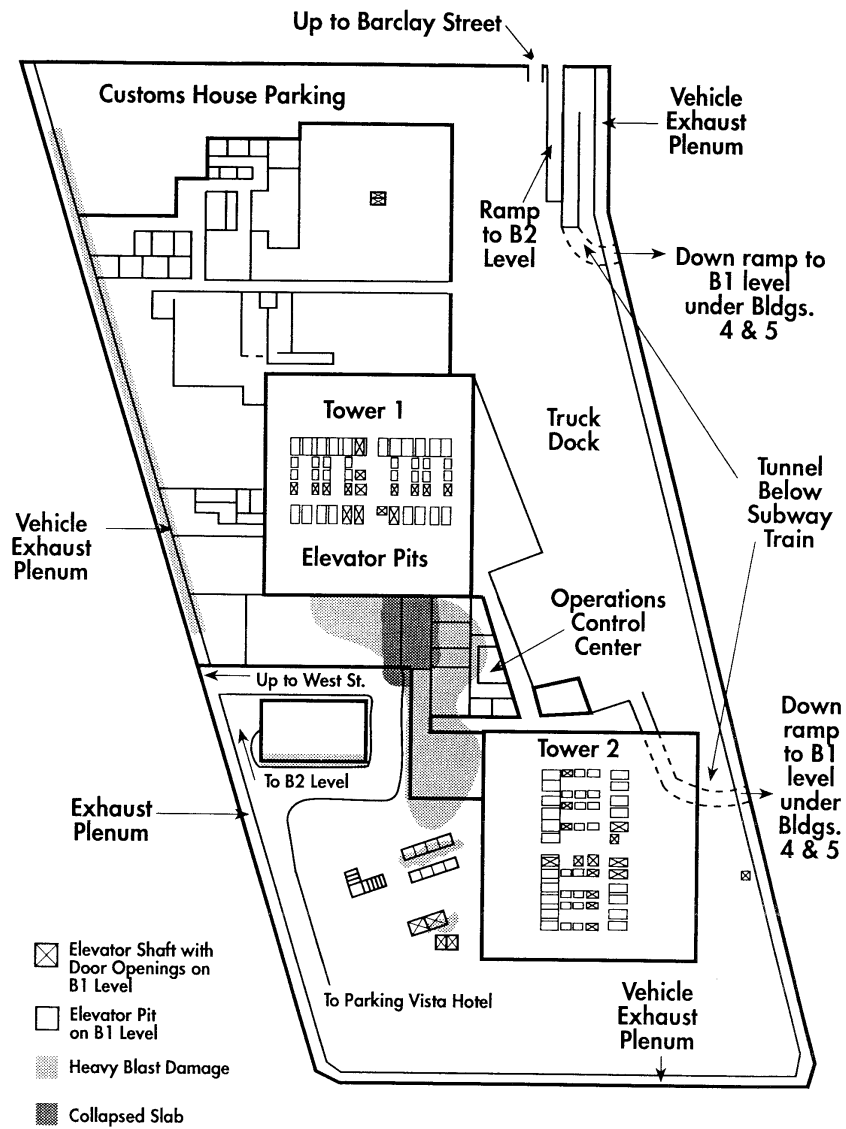 Up to Barclay Street
Customs House Parking
Vehicle
Exhaust
Plenum
Ramp
to B2
Level
Down ramp to
B1 level
under Bldgs.
4 & 5
Tower 1
Truck
Dock
Tunnel
Below
Subway
Train
Vehicle
Exhaust
Plenum
Elevator Pits
Operations
Control
Center
Up to West St.
Down
ramp
to B1
level
under
Bldgs.
4 & 5
Tower 2
To B2 Level
Exhaust
Plenum
Elevator Shaft with
Door Openings on
B1 Level
Elevator Pit
on B1 Level
Heavy Blast Damage
Collapsed Slab
To Parking Vista Hotel
Vehicle
Exhaust
Plenum